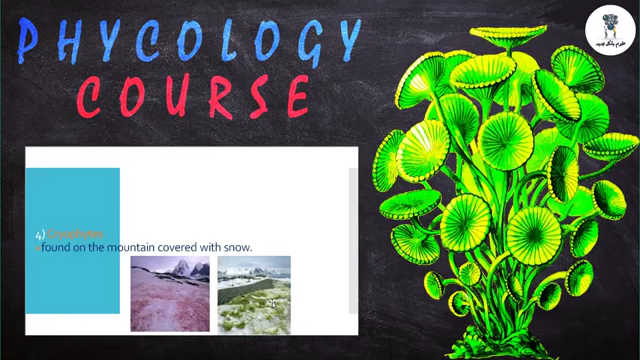 PHYCOLOGY
COURSE
4) Cryophytes
found on the mountain covered with snow.